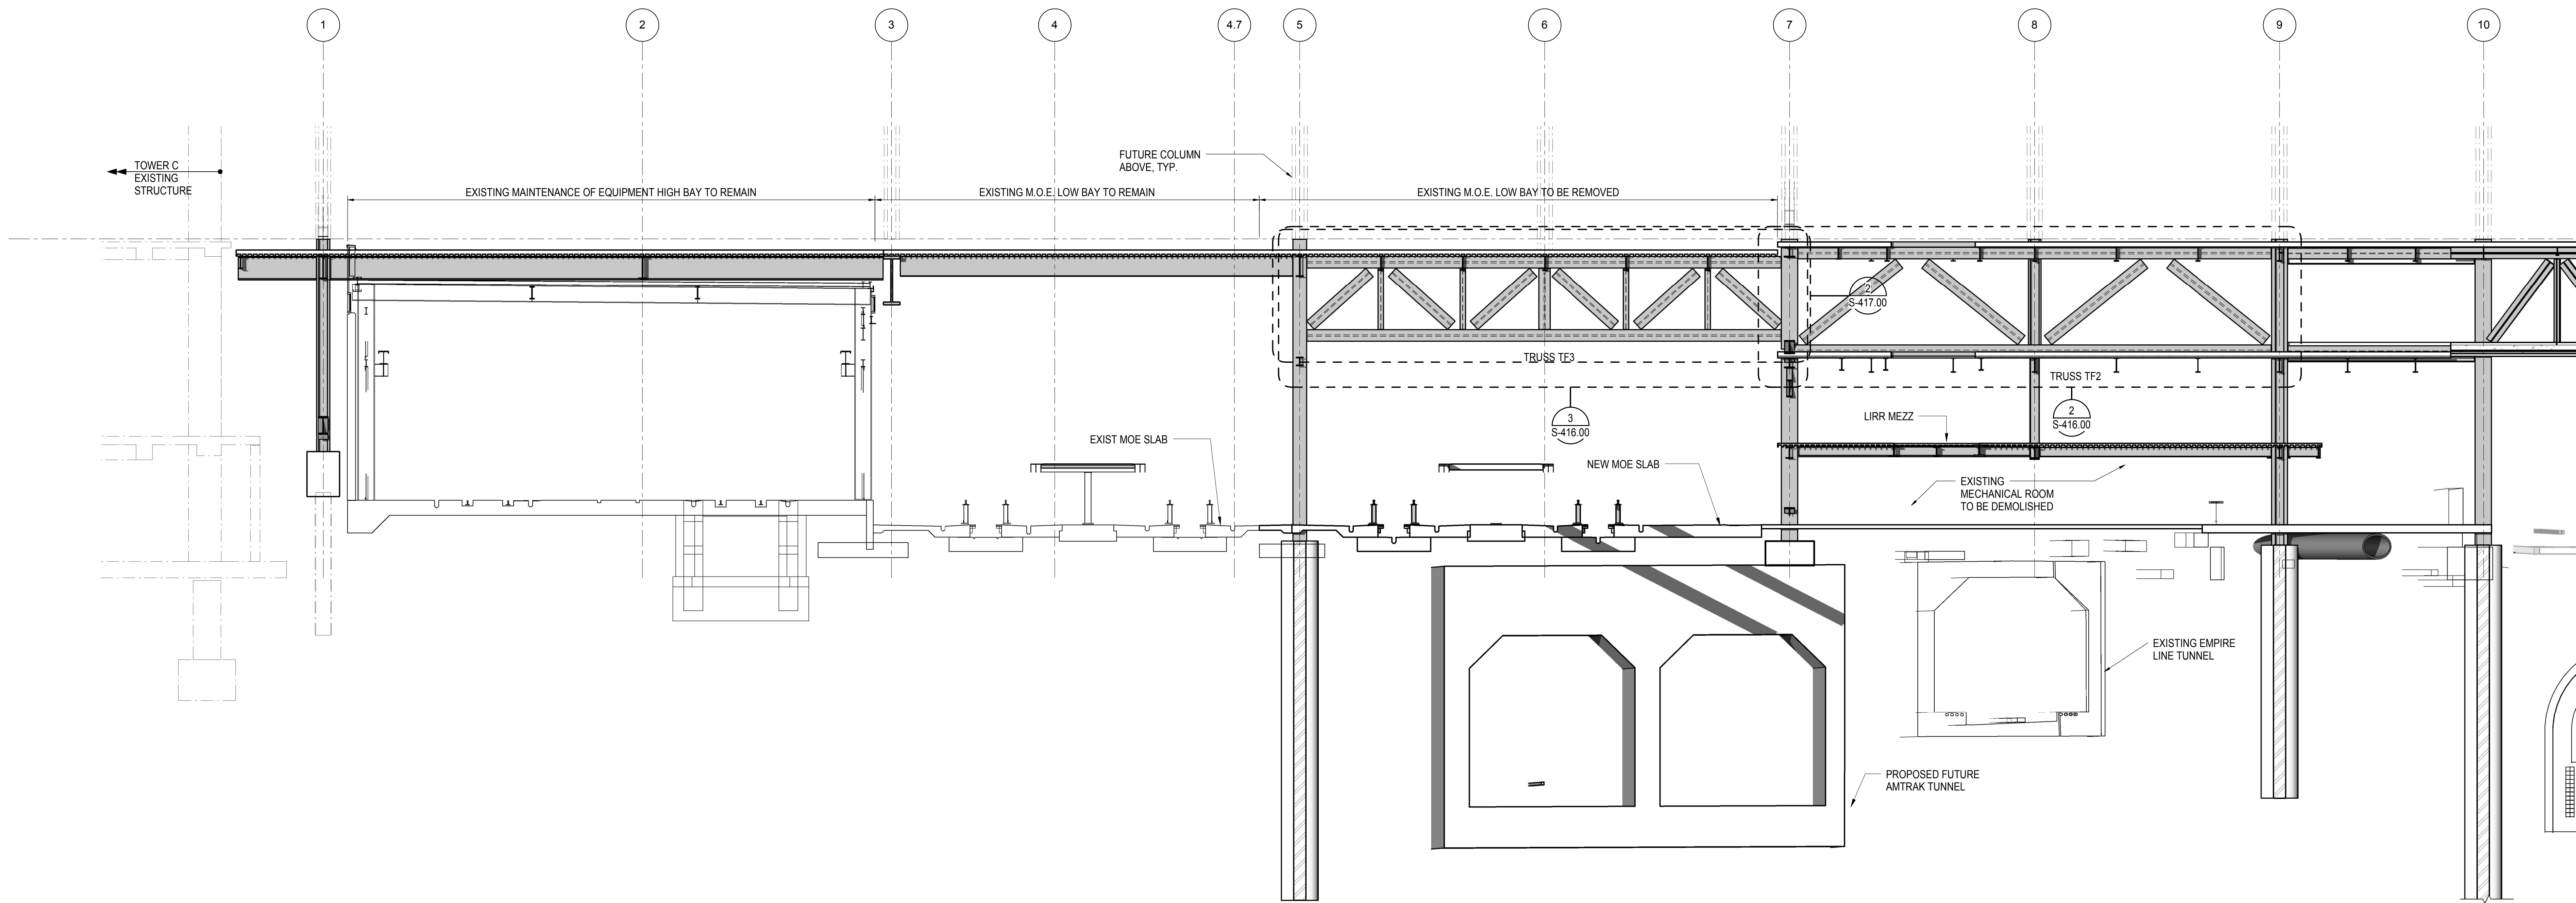 1
2
3
4
4.7
5
6
7
8
9
10
TOWER C
EXISTING
STRUCTURE
FUTURE COLUMN
ABOVE, TYP.
EXISTING MAINTENANCE OF EQUIPMENT HIGH BAY TO REMAIN
EXISTING M.O.E. LOW BAY TO REMAIN
EXISTING M.O.E. LOW BAY TO BE REMOVED
2
S-417.00
TRUSS TF3
TRUSS TF2
3
S-416.00
2
S-416.00
LIRR MEZZ
EXIST MOE SLAB
NEW MOE SLAB
EXISTING
MECHANICAL ROOM
TO BE DEMOLISHED
EXISTING EMPIRE
LINE TUNNEL
PROPOSED FUTURE
AMTRAK TUNNEL